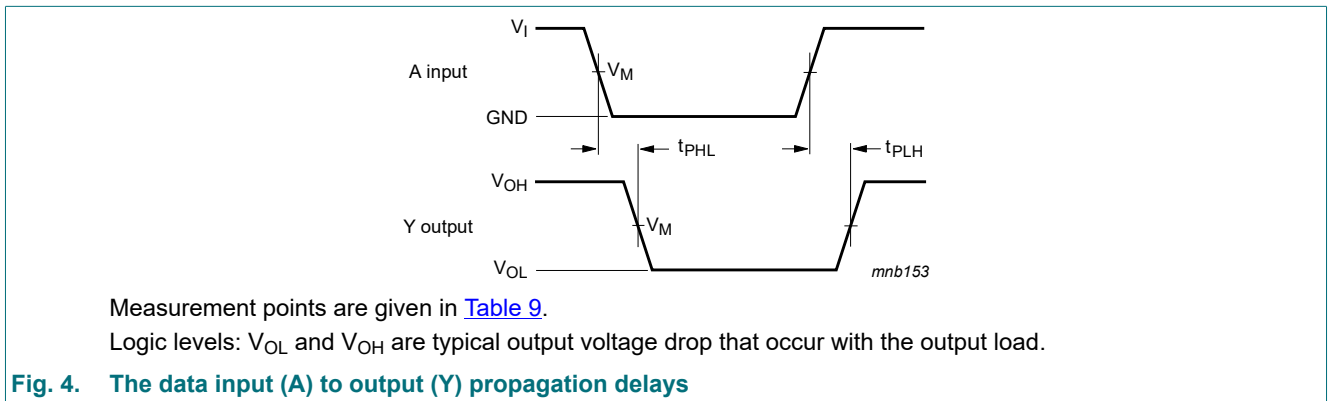 VI
A input
VM
GND
tPHL
tPLH
VOH
Y output
VM
VOL
mnb153
Measurement points are given in Table 9.
Logic levels: VOL and VOH are typical output voltage drop that occur with the output load.
Fig. 4. The data input (A) to output (Y) propagation delays